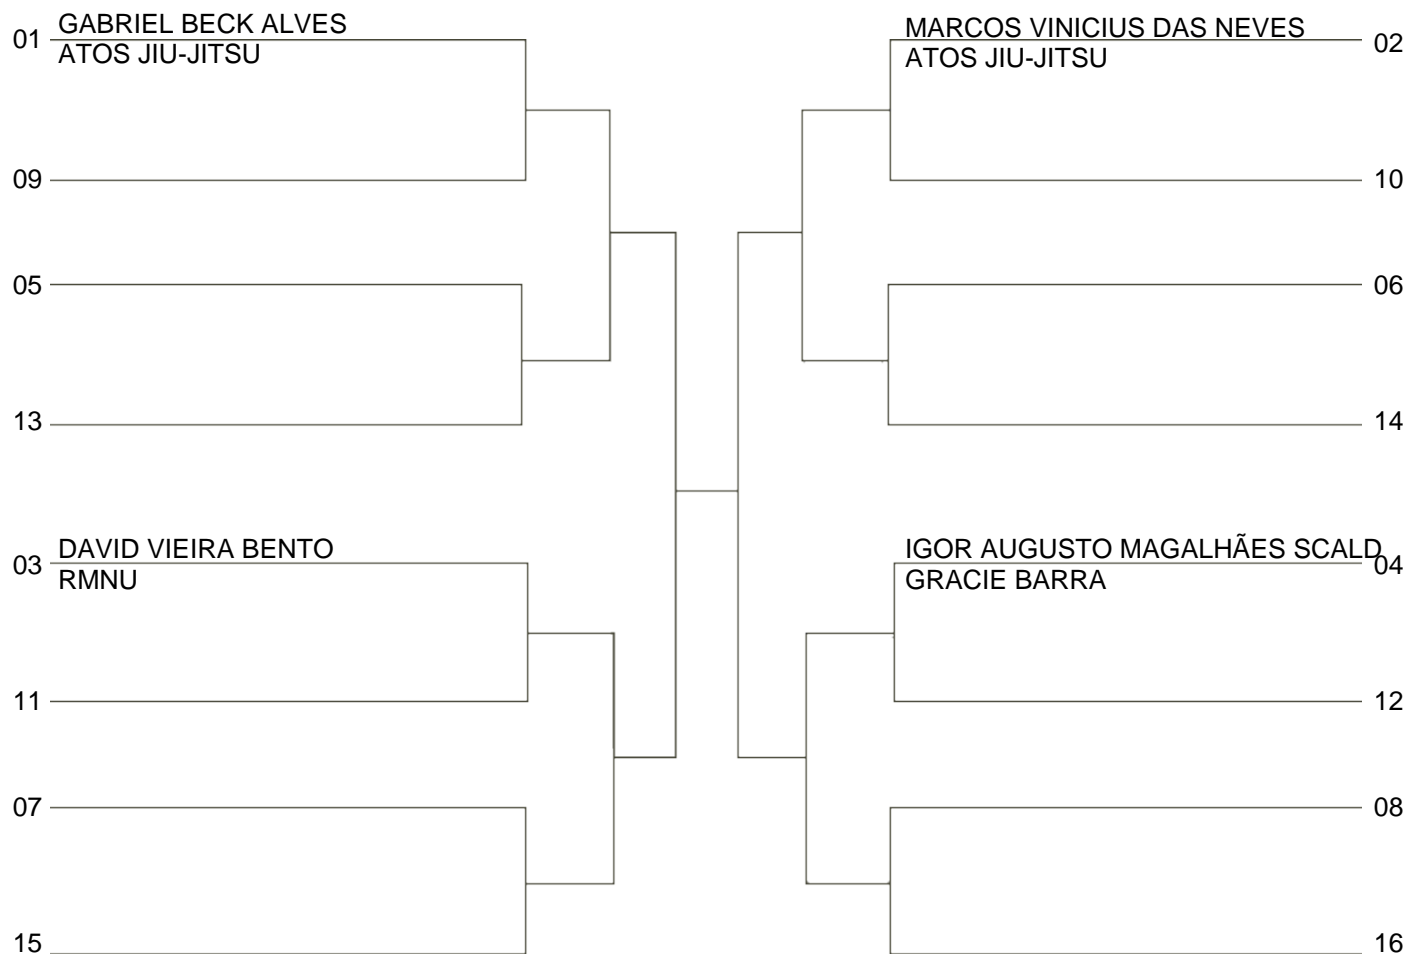 01 GABRIEL BECK ALVES
ATOS JIU-JITSU
09
05
13
03 DAVID VIEIRA BENTO
RMNU
11
07
15
MARCOS VINICIUS DAS NEVES 02
ATOS JIU-JITSU
10
06
14
IGOR AUGUSTO MAGALHÃES SCALD 04
GRACIE BARRA
12
08
16